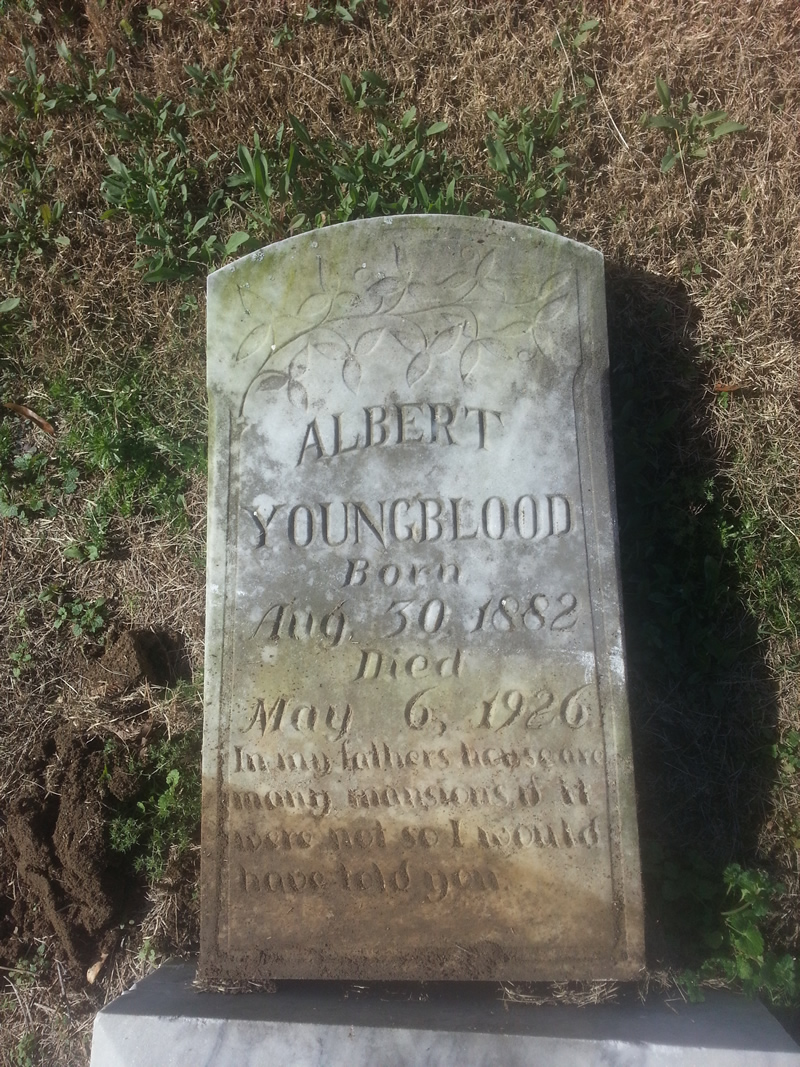 ALBERT
YOUNGBLOOD
Born
Aug. 30, 1882
Died
May 6, 1926
In my fathers house are
many mansions, if it
were not so I would
have told you.